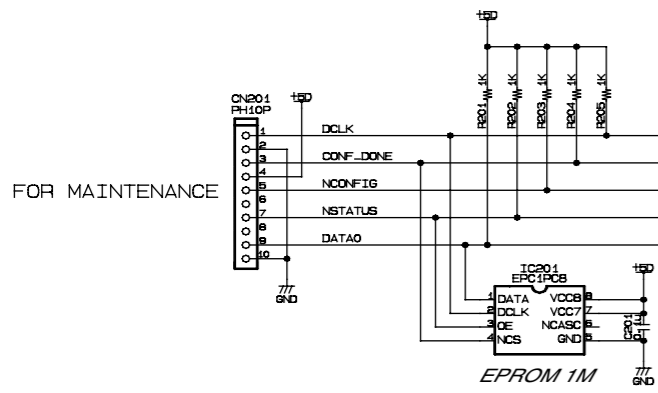 +5D
CN201
PH10P
+5D
R201 1K
R202 1K
R203 1K
R204 1K
R205 1K
1 DCLK
2
3 CONF_DONE
4
FOR MAINTENANCE
5 NCONFIG
6
7 NSTATUS
8
9 DATA0
10
GND
IC201
EPC1PC8
+5D
1 DATA VCC8 8
2 DCLK VCC7 7
3 OE NCASC 6
4 NCS GND 5
C201
EPROM 1M
GND